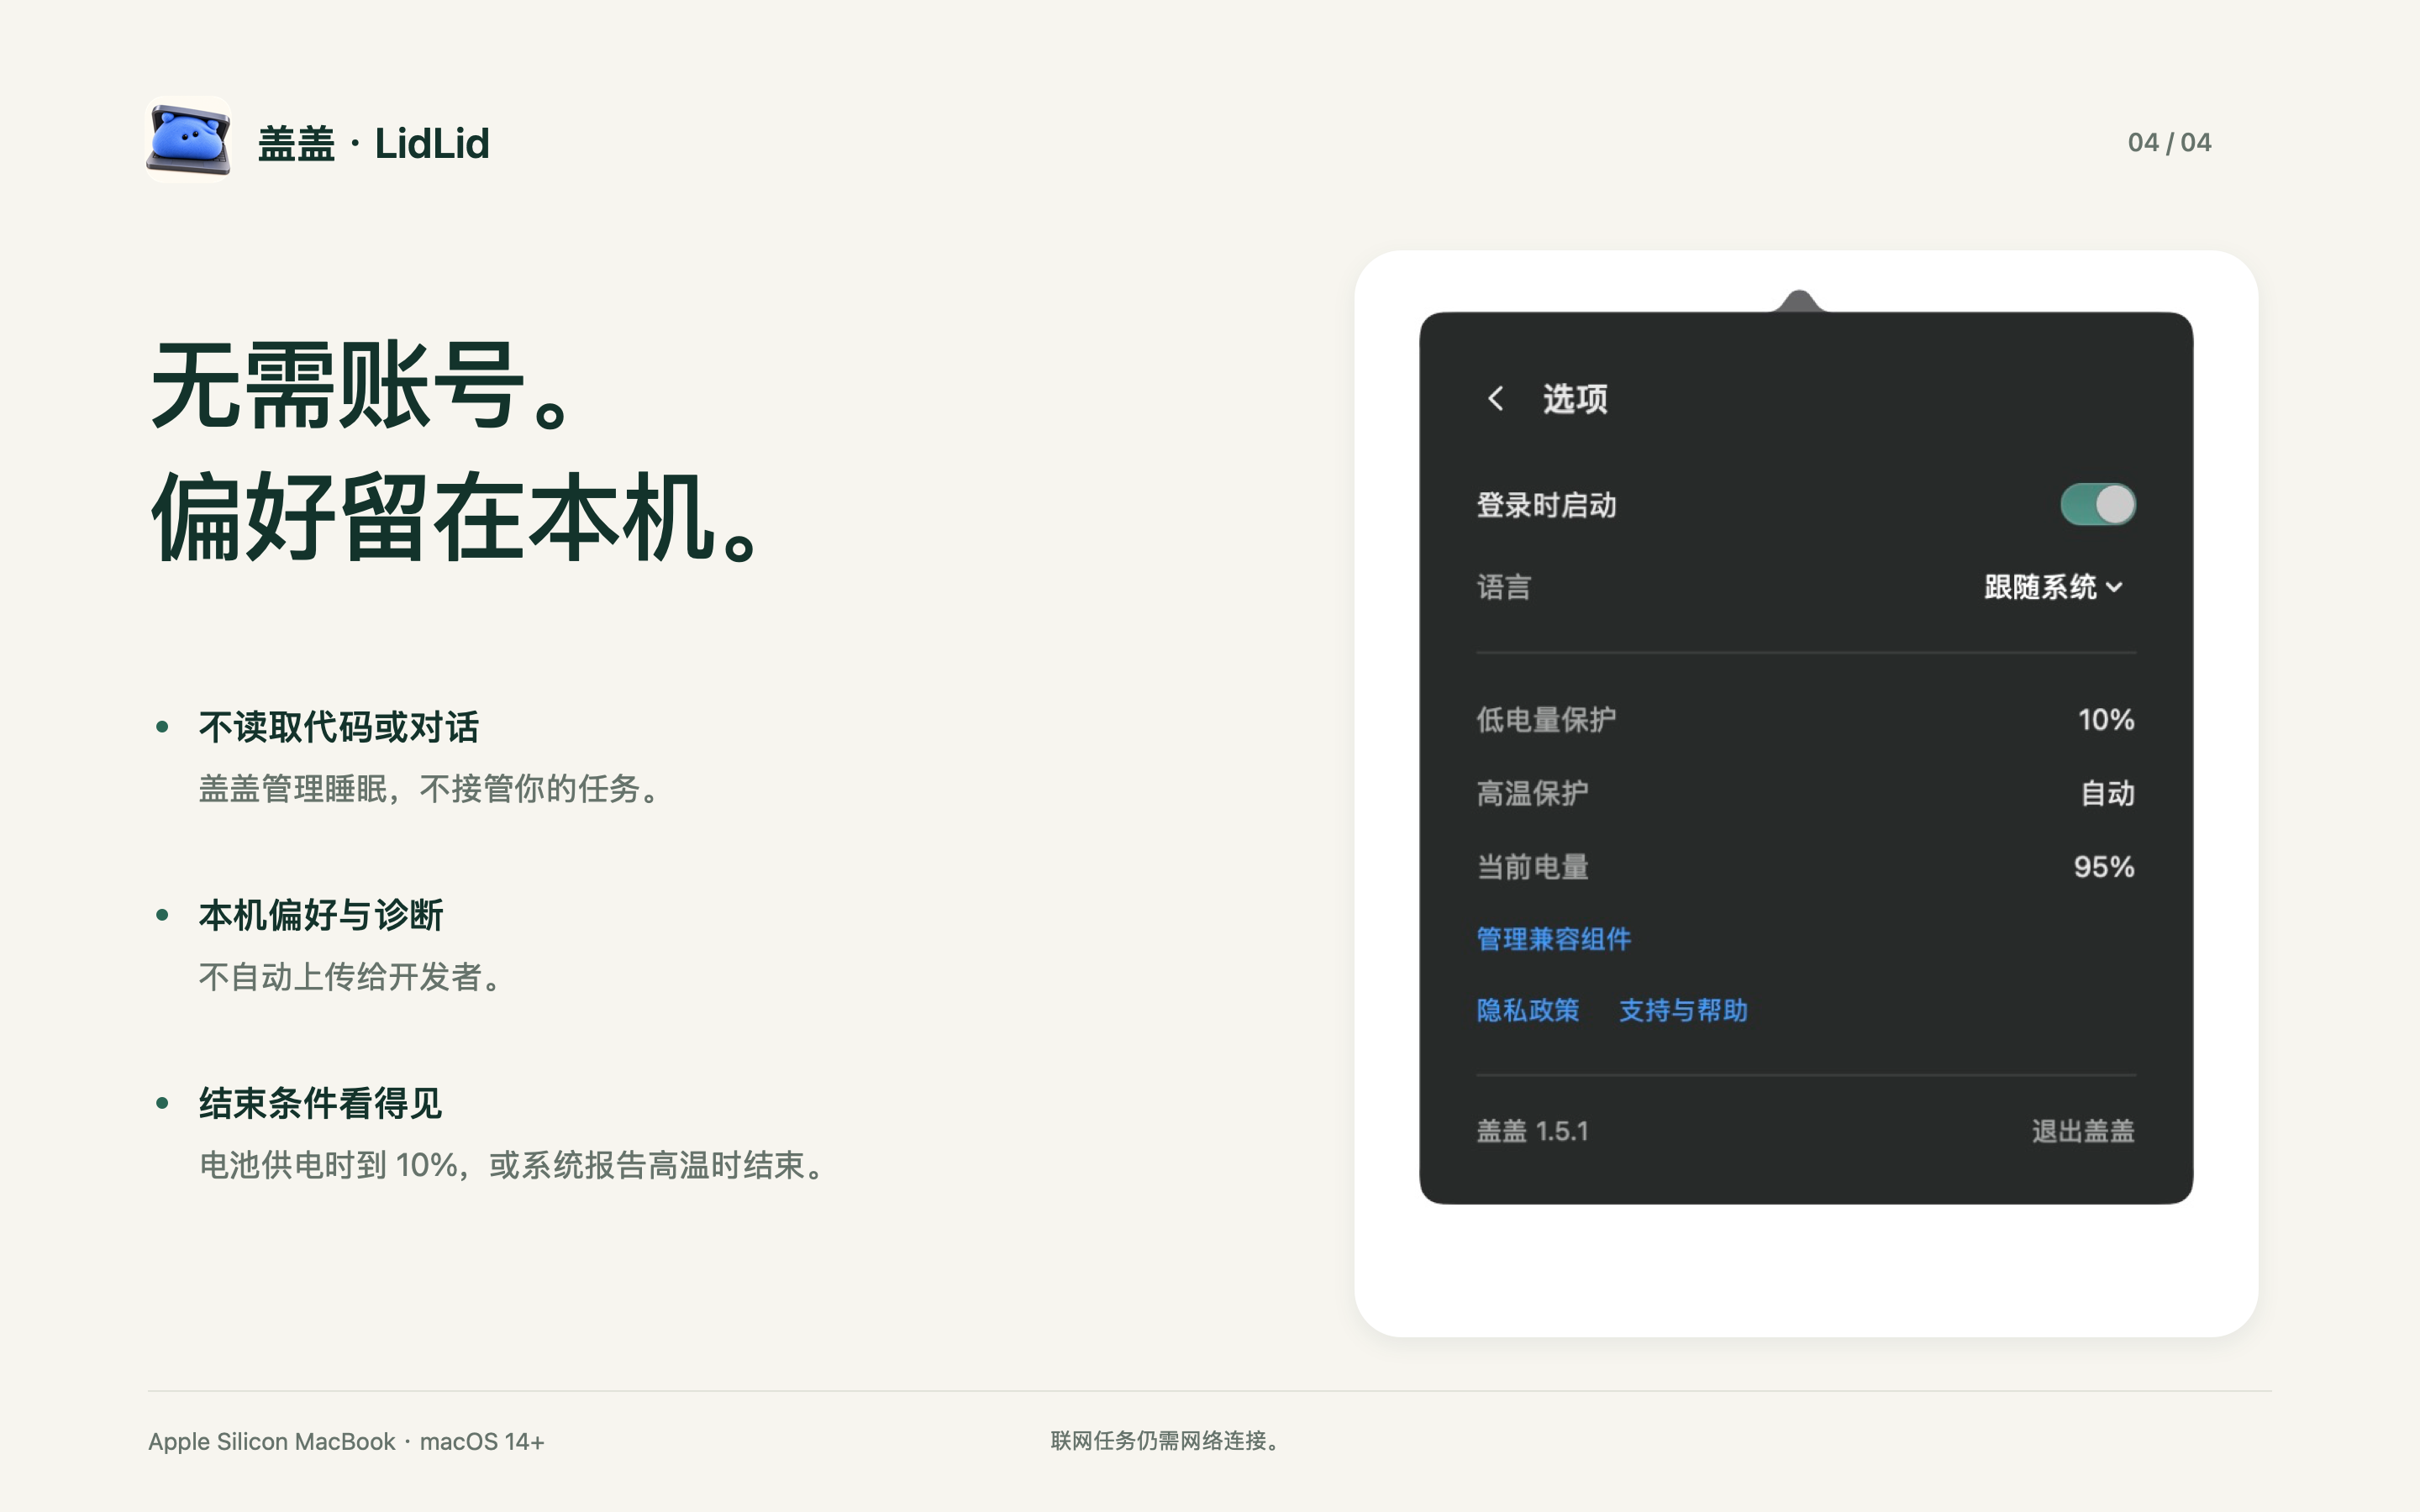 盖盖 · LidLid
04 / 04
无需账号。
偏好留在本机。
不读取代码或对话
盖盖管理睡眠，不接管你的任务。
本机偏好与诊断
不自动上传给开发者。
结束条件看得见
电池供电时到 10%，或系统报告高温时结束。
选项
登录时启动
语言 跟随系统
低电量保护 10%
高温保护 自动
当前电量 95%
管理兼容组件
隐私政策 支持与帮助
盖盖 1.5.1 退出盖盖
Apple Silicon MacBook · macOS 14+
联网任务仍需网络连接。